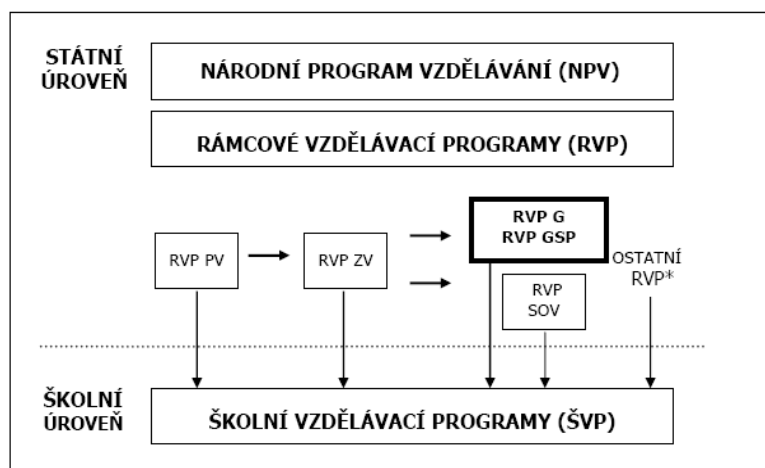 STÁTNÍ
ÚROVEŇ
NÁRODNÍ PROGRAM VZDĚLÁVÁNÍ (NPV)
RÁMCOVÉ VZDĚLÁVACÍ PROGRAMY (RVP)
RVP PV
RVP ZV
RVP G
RVP GSP
RVP
SOV
OSTATNÍ
RVP*
ŠKOLNÍ
ÚROVEŇ
ŠKOLNÍ VZDĚLÁVACÍ PROGRAMY (ŠVP)